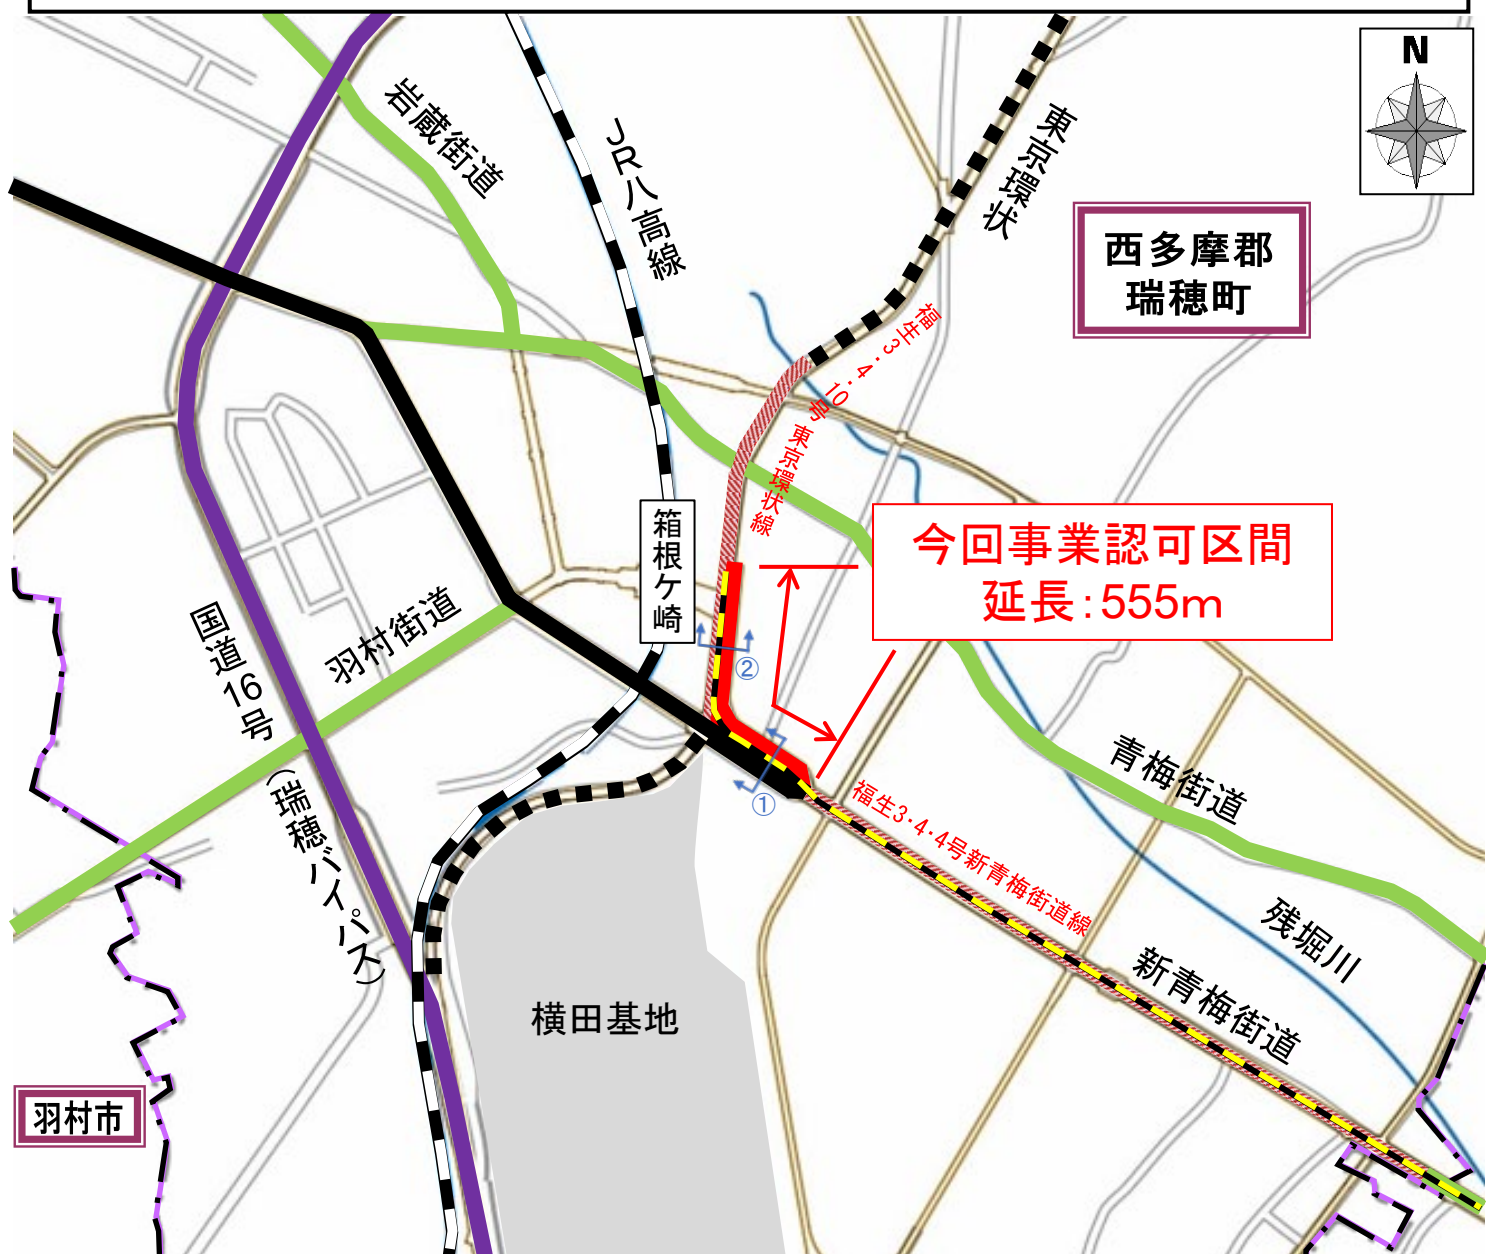 N
岩蔵街道
JR八高線
東京環状
西多摩郡
瑞穂町
福生3・4・10号東京環状線
箱根ケ崎
今回事業認可区間
延長：555m
国道16号（瑞穂バイパス）
羽村街道
②
①
青梅街道
福生3・4・4号新青梅街道線
残堀川
新青梅街道
横田基地
羽村市